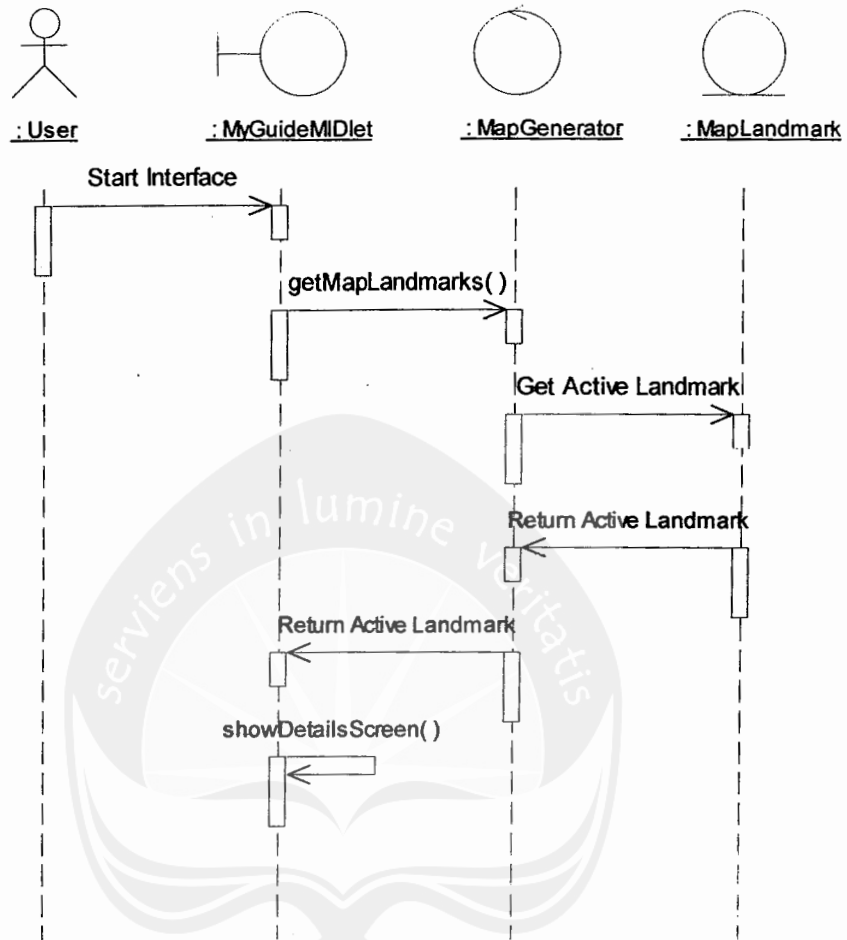 : User
: MyGuideMIDlet
: MapGenerator
: MapLandmark
Start Interface
getMapLandmarks( )
Get Active Landmark
Return Active Landmark
Return Active Landmark
showDetailsScreen( )
serviens in lumine veritatis